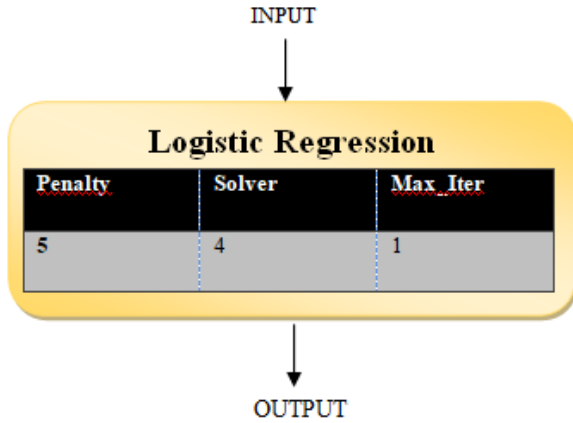 INPUT
Logistic Regression
Penalty Solver Max_Iter
5 4 1
OUTPUT